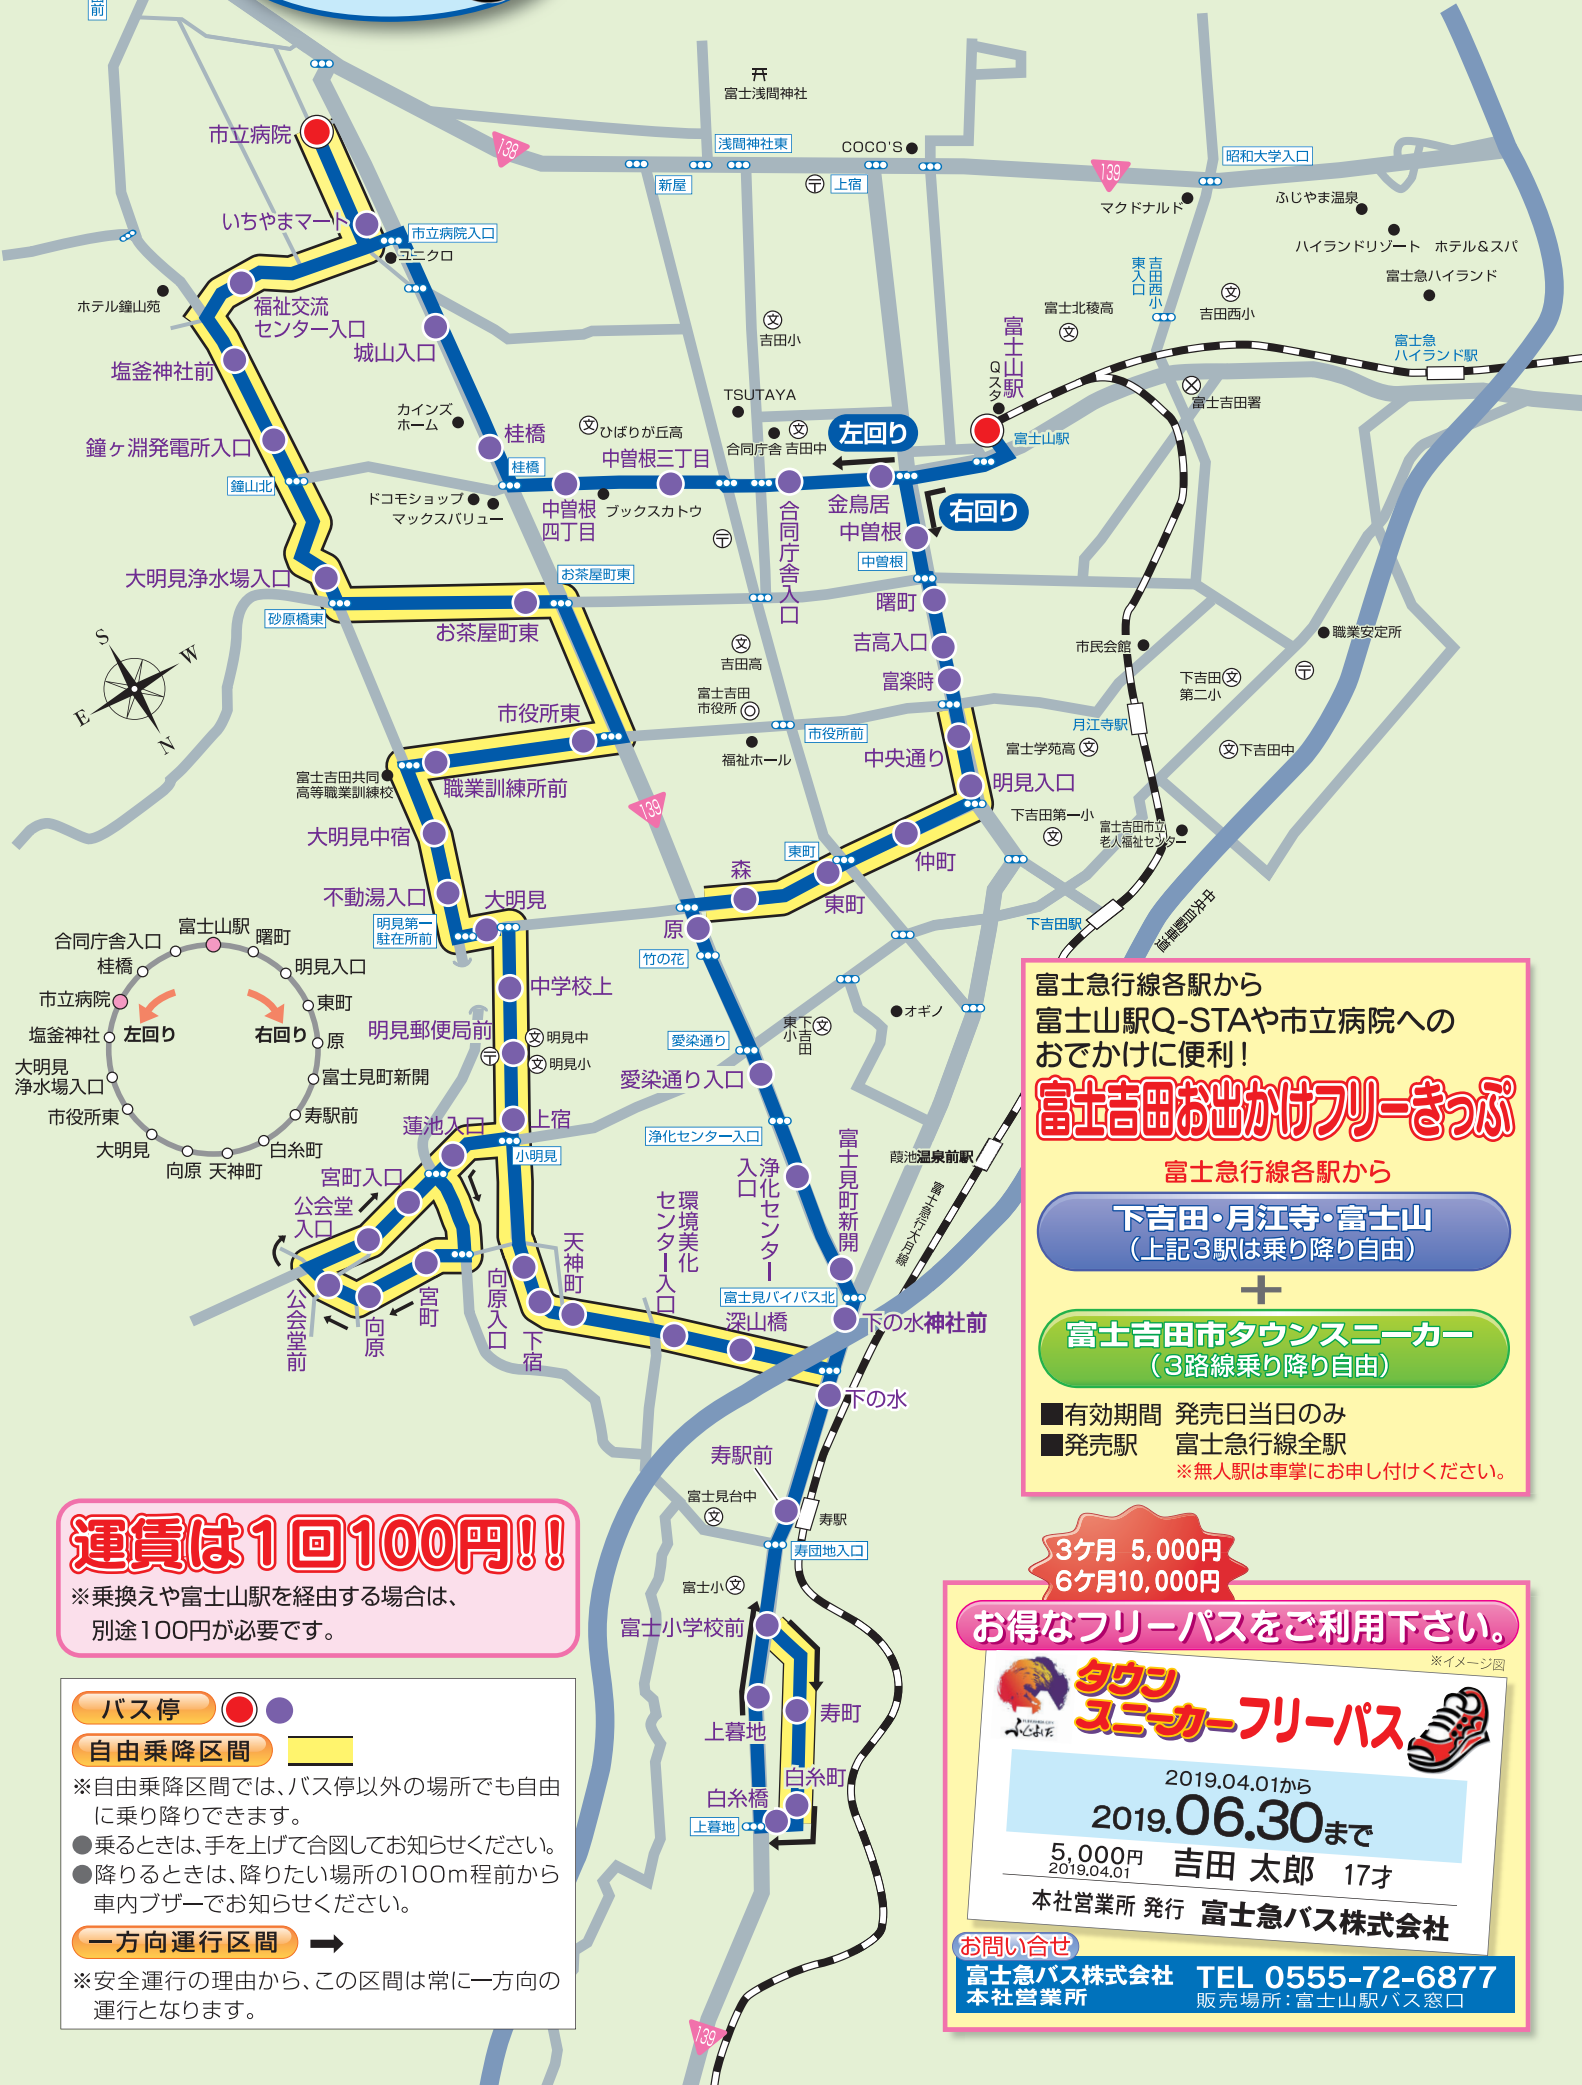 前
富士浅間神社
138
浅間神社東
COCO'S
昭和大学入口
139
新屋
上宿
マクドナルド
ふじやま温泉
ハイランドリゾート ホテル&スパ
富士急ハイランド
市立病院
いちやまマート
市立病院入口
ユニクロ
ホテル鐘山苑
福祉交流
センター入口
城山入口
吉田小
吉田西小
東入口
吉田西小
富士北稜高
富士急
ハイランド駅
富士山駅
Qスタ
富士吉田署
富士山駅
塩釜神社前
鐘ヶ淵発電所入口
鐘山北
カインズ
ホーム
TSUTAYA
ひばりが丘高
合同庁舎
吉田中
左回り
桂橋
桂橋
中曽根三丁目
ドコモショップ
マックスバリュー
中曽根
四丁目
ブックスカトウ
合同庁舎入口
金鳥居
中曽根
右回り
中曽根
大明見浄水場入口
お茶屋町東
砂原橋東
お茶屋町東
曙町
吉高入口
富楽時
吉田高
市民会館
職業安定所
下吉田
第二小
S
W
E
N
富士吉田
市役所
市役所東
市役所前
月江寺駅
富士学苑高
下吉田中
福祉ホール
中央通り
明見入口
富士吉田共同
高等職業訓練校
職業訓練所前
139
下吉田第一小
富士吉田市立
老人福祉センター
大明見中宿
東町
仲町
森
東町
不動湯入口
大明見
明見第一
駐在所前
原
竹の花
下吉田駅
中央自動車道
富士山駅
合同庁舎入口
曙町
桂橋
明見入口
市立病院
東町
塩釜神社
左回り
右回り
原
大明見
浄水場入口
富士見町新開
市役所東
寿駅前
大明見
白糸町
向原
天神町
中学校上
明見郵便局前
明見中
明見小
愛染通り
愛染通り入口
下吉田
東小
オギノ
上宿
蓮池入口
小明見
浄化センター入口
浄化センター
入口
富士見町新開
葭池温泉前駅
富士急行大月線
宮町入口
公会堂
入口
公会堂前
向原
宮町
向原入口
下宿
天神町
環境美化
センター入口
深山橋
富士見バイパス北
下の水神社前
下の水
寿駅前
富士見台中
寿駅
寿団地入口
富士小
富士小学校前
上暮地
寿町
白糸町
白糸橋
上暮地
139
富士急行線各駅から
富士山駅Q-STAや市立病院への
おでかけに便利!
富士吉田お出かけフリーきっぷ
富士急行線各駅から
下吉田・月江寺・富士山
(上記3駅は乗り降り自由)
+
富士吉田市タウンスニーカー
(3路線乗り降り自由)
■有効期間 発売日当日のみ
■発売駅 富士急行線全駅
※無人駅は車掌にお申し付けください。
運賃は1回100円!!
※乗換えや富士山駅を経由する場合は、
別途100円が必要です。
バス停
自由乗降区間
※自由乗降区間では、バス停以外の場所でも自由
に乗り降りできます。
●乗るときは、手を上げて合図してお知らせください。
●降りるときは、降りたい場所の100m程前から
車内ブザーでお知らせください。
一方向運行区間
※安全運行の理由から、この区間は常に一方向の
運行となります。
3ケ月 5,000円
6ケ月10,000円
お得なフリーパスをご利用下さい。
※イメージ図
ふじよしだ
タウン
スニーカーフリーパス
2019.04.01から
2019.06.30まで
5,000円
2019.04.01
吉田 太郎 17才
本社営業所 発行 富士急バス株式会社
お問い合せ
富士急バス株式会社
本社営業所
TEL 0555-72-6877
販売場所:富士山駅バス窓口